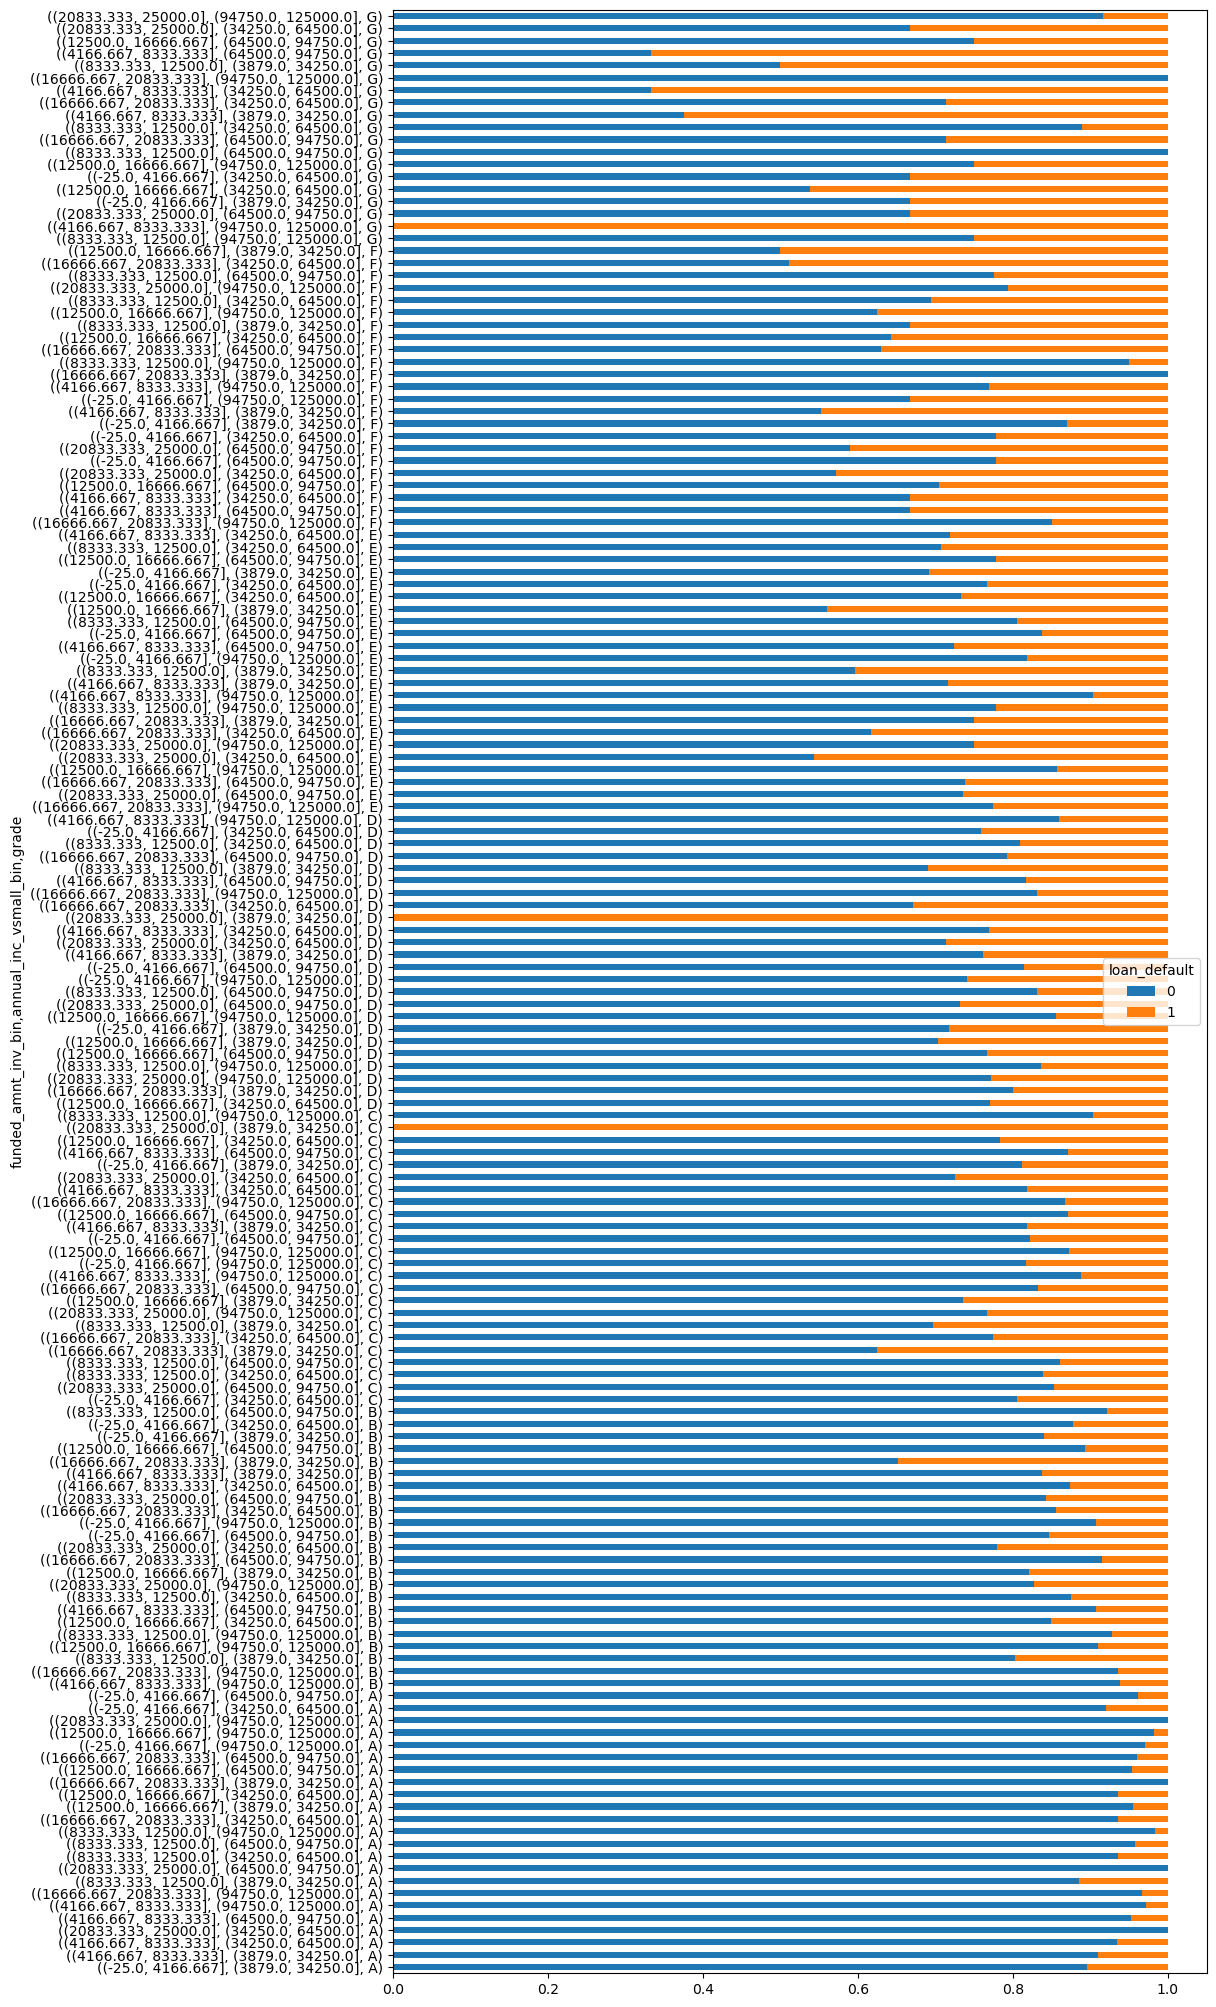 ((20833.333, 25000.0], (94750.0, 125000.0], G)
((20833.333, 25000.0], (34250.0, 64500.0], G)
((12500.0, 16666.667], (64500.0, 94750.0], G)
((4166.667, 8333.333], (64500.0, 94750.0], G)
((8333.333, 12500.0], (3879.0, 34250.0], G)
((16666.667, 20833.333], (94750.0, 125000.0], G)
((4166.667, 8333.333], (34250.0, 64500.0], G)
((16666.667, 20833.333], (34250.0, 64500.0], G)
((4166.667, 8333.333], (3879.0, 34250.0], G)
((8333.333, 12500.0], (34250.0, 64500.0], G)
((16666.667, 20833.333], (64500.0, 94750.0], G)
((8333.333, 12500.0], (64500.0, 94750.0], G)
((12500.0, 16666.667], (94750.0, 125000.0], G)
((-25.0, 4166.667], (34250.0, 64500.0], G)
((12500.0, 16666.667], (34250.0, 64500.0], G)
((-25.0, 4166.667], (3879.0, 34250.0], G)
((20833.333, 25000.0], (64500.0, 94750.0], G)
((4166.667, 8333.333], (94750.0, 125000.0], G)
((8333.333, 12500.0], (94750.0, 125000.0], G)
((12500.0, 16666.667], (3879.0, 34250.0], F)
((16666.667, 20833.333], (34250.0, 64500.0], F)
((8333.333, 12500.0], (64500.0, 94750.0], F)
((20833.333, 25000.0], (94750.0, 125000.0], F)
((8333.333, 12500.0], (34250.0, 64500.0], F)
((12500.0, 16666.667], (94750.0, 125000.0], F)
((8333.333, 12500.0], (3879.0, 34250.0], F)
((12500.0, 16666.667], (34250.0, 64500.0], F)
((16666.667, 20833.333], (64500.0, 94750.0], F)
((8333.333, 12500.0], (94750.0, 125000.0], F)
((16666.667, 20833.333], (3879.0, 34250.0], F)
((4166.667, 8333.333], (94750.0, 125000.0], F)
((-25.0, 4166.667], (94750.0, 125000.0], F)
((4166.667, 8333.333], (3879.0, 34250.0], F)
((-25.0, 4166.667], (3879.0, 34250.0], F)
((-25.0, 4166.667], (34250.0, 64500.0], F)
((20833.333, 25000.0], (64500.0, 94750.0], F)
((-25.0, 4166.667], (64500.0, 94750.0], F)
((20833.333, 25000.0], (34250.0, 64500.0], F)
((12500.0, 16666.667], (64500.0, 94750.0], F)
((4166.667, 8333.333], (34250.0, 64500.0], F)
((4166.667, 8333.333], (64500.0, 94750.0], F)
((16666.667, 20833.333], (94750.0, 125000.0], F)
((4166.667, 8333.333], (34250.0, 64500.0], E)
((8333.333, 12500.0], (34250.0, 64500.0], E)
((12500.0, 16666.667], (64500.0, 94750.0], E)
((-25.0, 4166.667], (3879.0, 34250.0], E)
((-25.0, 4166.667], (34250.0, 64500.0], E)
((12500.0, 16666.667], (34250.0, 64500.0], E)
((12500.0, 16666.667], (3879.0, 34250.0], E)
((8333.333, 12500.0], (64500.0, 94750.0], E)
((-25.0, 4166.667], (64500.0, 94750.0], E)
((4166.667, 8333.333], (64500.0, 94750.0], E)
((-25.0, 4166.667], (94750.0, 125000.0], E)
((8333.333, 12500.0], (3879.0, 34250.0], E)
((4166.667, 8333.333], (3879.0, 34250.0], E)
((4166.667, 8333.333], (94750.0, 125000.0], E)
((8333.333, 12500.0], (94750.0, 125000.0], E)
((16666.667, 20833.333], (3879.0, 34250.0], E)
((16666.667, 20833.333], (34250.0, 64500.0], E)
((20833.333, 25000.0], (94750.0, 125000.0], E)
((20833.333, 25000.0], (34250.0, 64500.0], E)
((12500.0, 16666.667], (94750.0, 125000.0], E)
((16666.667, 20833.333], (64500.0, 94750.0], E)
((20833.333, 25000.0], (64500.0, 94750.0], E)
((16666.667, 20833.333], (94750.0, 125000.0], E)
((4166.667, 8333.333], (94750.0, 125000.0], D)
((-25.0, 4166.667], (34250.0, 64500.0], D)
((8333.333, 12500.0], (34250.0, 64500.0], D)
((16666.667, 20833.333], (64500.0, 94750.0], D)
((8333.333, 12500.0], (3879.0, 34250.0], D)
((4166.667, 8333.333], (64500.0, 94750.0], D)
((16666.667, 20833.333], (94750.0, 125000.0], D)
((16666.667, 20833.333], (34250.0, 64500.0], D)
((20833.333, 25000.0], (3879.0, 34250.0], D)
((4166.667, 8333.333], (34250.0, 64500.0], D)
((20833.333, 25000.0], (34250.0, 64500.0], D)
((4166.667, 8333.333], (3879.0, 34250.0], D)
((-25.0, 4166.667], (64500.0, 94750.0], D)
((-25.0, 4166.667], (94750.0, 125000.0], D)
((8333.333, 12500.0], (64500.0, 94750.0], D)
((20833.333, 25000.0], (64500.0, 94750.0], D)
((12500.0, 16666.667], (94750.0, 125000.0], D)
((-25.0, 4166.667], (3879.0, 34250.0], D)
((12500.0, 16666.667], (3879.0, 34250.0], D)
((12500.0, 16666.667], (64500.0, 94750.0], D)
((8333.333, 12500.0], (94750.0, 125000.0], D)
((20833.333, 25000.0], (94750.0, 125000.0], D)
((16666.667, 20833.333], (3879.0, 34250.0], D)
((12500.0, 16666.667], (34250.0, 64500.0], D)
((8333.333, 12500.0], (94750.0, 125000.0], C)
((20833.333, 25000.0], (3879.0, 34250.0], C)
((12500.0, 16666.667], (34250.0, 64500.0], C)
((4166.667, 8333.333], (64500.0, 94750.0], C)
((-25.0, 4166.667], (3879.0, 34250.0], C)
((20833.333, 25000.0], (34250.0, 64500.0], C)
((4166.667, 8333.333], (34250.0, 64500.0], C)
((16666.667, 20833.333], (94750.0, 125000.0], C)
((12500.0, 16666.667], (64500.0, 94750.0], C)
((4166.667, 8333.333], (3879.0, 34250.0], C)
((-25.0, 4166.667], (64500.0, 94750.0], C)
((12500.0, 16666.667], (94750.0, 125000.0], C)
((-25.0, 4166.667], (94750.0, 125000.0], C)
((4166.667, 8333.333], (94750.0, 125000.0], C)
((16666.667, 20833.333], (64500.0, 94750.0], C)
((12500.0, 16666.667], (3879.0, 34250.0], C)
((20833.333, 25000.0], (94750.0, 125000.0], C)
((8333.333, 12500.0], (3879.0, 34250.0], C)
((16666.667, 20833.333], (34250.0, 64500.0], C)
((16666.667, 20833.333], (3879.0, 34250.0], C)
((8333.333, 12500.0], (64500.0, 94750.0], C)
((8333.333, 12500.0], (34250.0, 64500.0], C)
((20833.333, 25000.0], (64500.0, 94750.0], C)
((-25.0, 4166.667], (34250.0, 64500.0], C)
((8333.333, 12500.0], (64500.0, 94750.0], B)
((-25.0, 4166.667], (34250.0, 64500.0], B)
((-25.0, 4166.667], (3879.0, 34250.0], B)
((12500.0, 16666.667], (64500.0, 94750.0], B)
((16666.667, 20833.333], (3879.0, 34250.0], B)
((4166.667, 8333.333], (3879.0, 34250.0], B)
((4166.667, 8333.333], (34250.0, 64500.0], B)
((20833.333, 25000.0], (64500.0, 94750.0], B)
((16666.667, 20833.333], (34250.0, 64500.0], B)
((-25.0, 4166.667], (94750.0, 125000.0], B)
((-25.0, 4166.667], (64500.0, 94750.0], B)
((20833.333, 25000.0], (34250.0, 64500.0], B)
((16666.667, 20833.333], (64500.0, 94750.0], B)
((12500.0, 16666.667], (3879.0, 34250.0], B)
((20833.333, 25000.0], (94750.0, 125000.0], B)
((8333.333, 12500.0], (34250.0, 64500.0], B)
((4166.667, 8333.333], (64500.0, 94750.0], B)
((12500.0, 16666.667], (34250.0, 64500.0], B)
((8333.333, 12500.0], (94750.0, 125000.0], B)
((12500.0, 16666.667], (94750.0, 125000.0], B)
((8333.333, 12500.0], (3879.0, 34250.0], B)
((16666.667, 20833.333], (94750.0, 125000.0], B)
((4166.667, 8333.333], (94750.0, 125000.0], B)
((-25.0, 4166.667], (64500.0, 94750.0], A)
((-25.0, 4166.667], (34250.0, 64500.0], A)
((20833.333, 25000.0], (94750.0, 125000.0], A)
((12500.0, 16666.667], (94750.0, 125000.0], A)
((-25.0, 4166.667], (94750.0, 125000.0], A)
((16666.667, 20833.333], (64500.0, 94750.0], A)
((12500.0, 16666.667], (64500.0, 94750.0], A)
((16666.667, 20833.333], (3879.0, 34250.0], A)
((12500.0, 16666.667], (34250.0, 64500.0], A)
((12500.0, 16666.667], (3879.0, 34250.0], A)
((16666.667, 20833.333], (34250.0, 64500.0], A)
((8333.333, 12500.0], (94750.0, 125000.0], A)
((8333.333, 12500.0], (64500.0, 94750.0], A)
((8333.333, 12500.0], (34250.0, 64500.0], A)
((20833.333, 25000.0], (64500.0, 94750.0], A)
((8333.333, 12500.0], (3879.0, 34250.0], A)
((16666.667, 20833.333], (94750.0, 125000.0], A)
((4166.667, 8333.333], (94750.0, 125000.0], A)
((4166.667, 8333.333], (64500.0, 94750.0], A)
((20833.333, 25000.0], (34250.0, 64500.0], A)
((4166.667, 8333.333], (34250.0, 64500.0], A)
((4166.667, 8333.333], (3879.0, 34250.0], A)
((-25.0, 4166.667], (3879.0, 34250.0], A)
funded_amnt_inv_bin,annual_inc_vsmall_bin,grade
loan_default
0
1
0.0 0.2 0.4 0.6 0.8 1.0